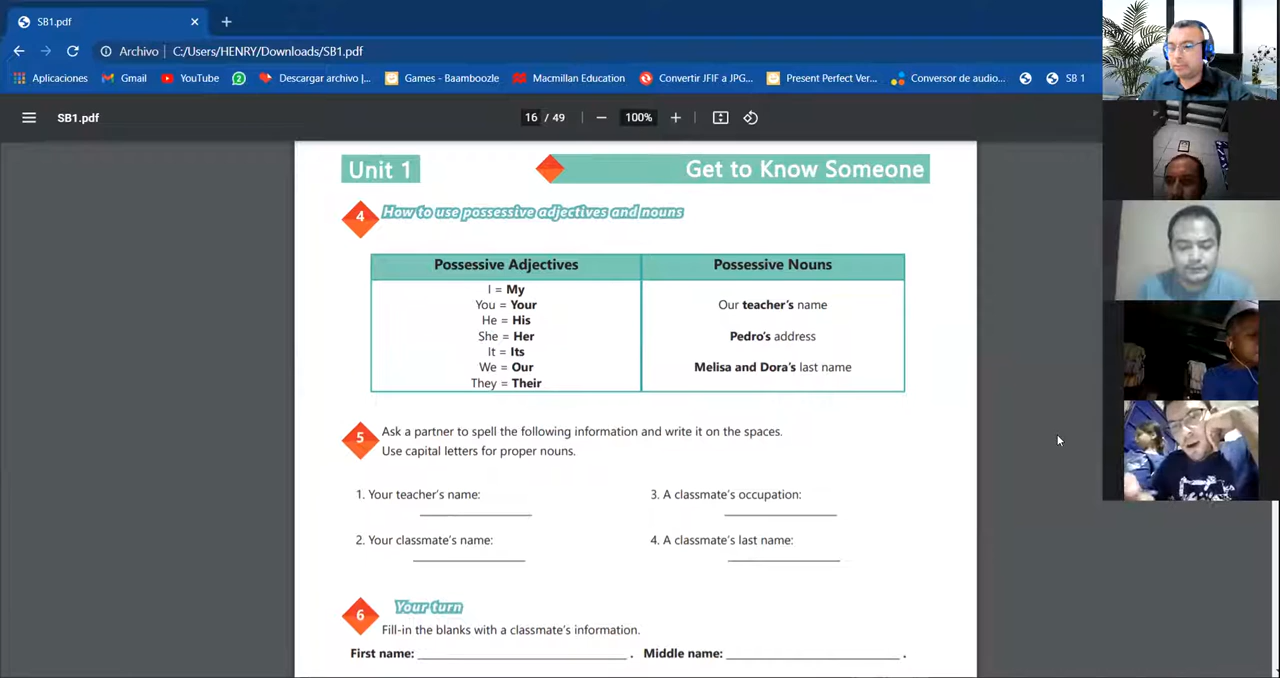 SB1.pdf
Archivo C:/Users/HENRY/Downloads/SB1.pdf
Aplicaciones Gmail YouTube 2 Descargar archivo |... Games - Baamboozle Macmillan Education Convertir JFIF a JPG... Present Perfect Ver... Conversor de audio... SB 1
SB1.pdf 16 / 49 100%
Unit 1 Get to Know Someone
4 How to use possessive adjectives and nouns
Possessive Adjectives Possessive Nouns
I = My
You = Your Our teacher's name
He = His
She = Her Pedro's address
It = Its
We = Our Melisa and Dora's last name
They = Their
5 Ask a partner to spell the following information and write it on the spaces.
Use capital letters for proper nouns.
1. Your teacher's name: 3. A classmate's occupation:
2. Your classmate's name: 4. A classmate's last name:
6 Your turn
Fill-in the blanks with a classmate's information.
First name: ______ . Middle name: ______ .